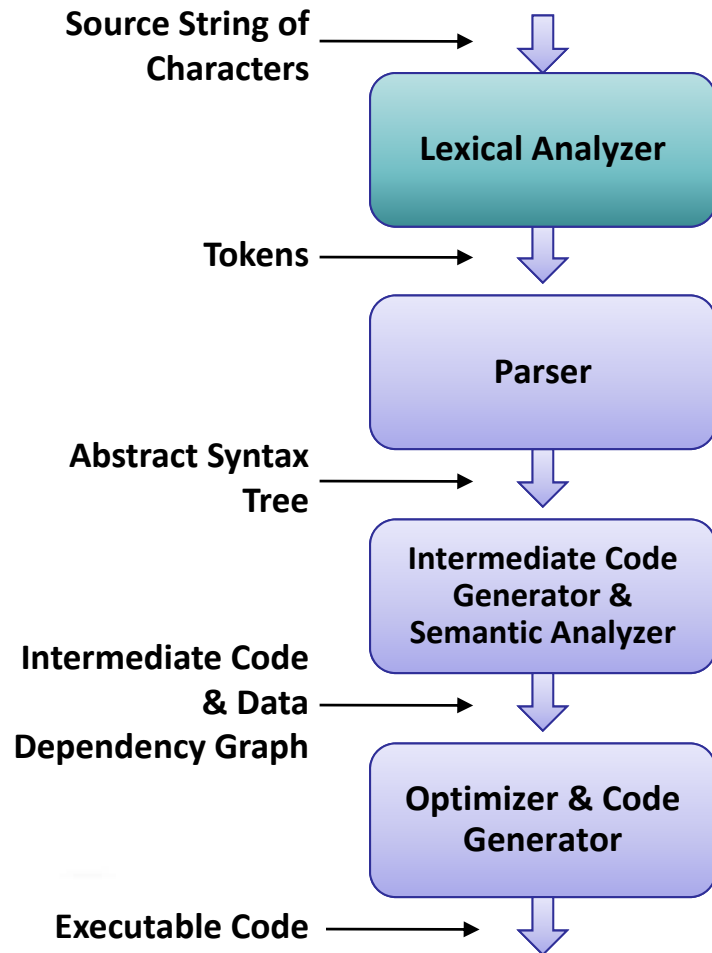 Source String of
Characters
Lexical Analyzer
Tokens
Parser
Abstract Syntax
Tree
Intermediate Code
Generator &
Semantic Analyzer
Intermediate Code
& Data
Dependency Graph
Optimizer & Code
Generator
Executable Code